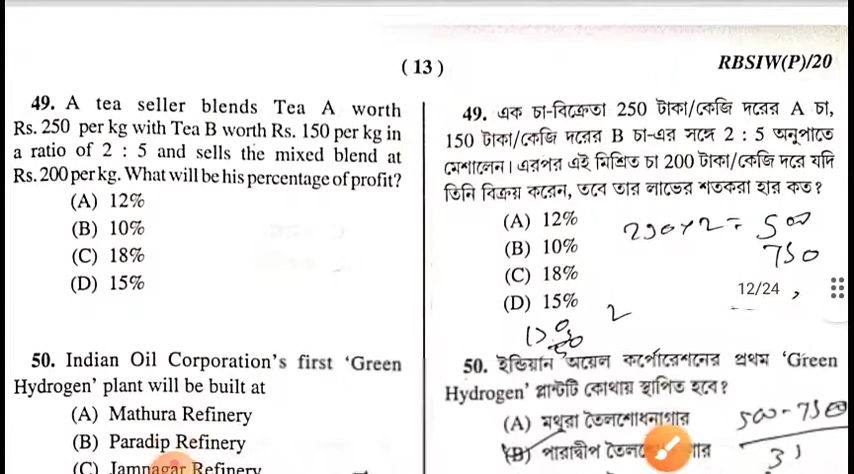 ( 13 )
RBSIW(P)/20
49. A tea seller blends Tea A worth
Rs. 250 per kg with Tea B worth Rs. 150 per kg in
a ratio of 2 : 5 and sells the mixed blend at
Rs. 200 per kg. What will be his percentage of profit?
(A) 12%
(B) 10%
(C) 18%
(D) 15%
50. Indian Oil Corporation's first 'Green
Hydrogen' plant will be built at
(A) Mathura Refinery
(B) Paradip Refinery
(C) Jamnagar Refinery
49. এক চা-বিক্রেতা 250 টাকা/কেজি দরের A চা,
150 টাকা/কেজি দরের B চা-এর সঙ্গে 2 : 5 অনুপাতে
মেশালেন। এরপর এই মিশ্রিত চা 200 টাকা/কেজি দরে যদি
তিনি বিক্রয় করেন, তবে তার লাভের শতকরা হার কত?
(A) 12%
(B) 10%
(C) 18%
(D) 15%
250 × 2 = 500
750
12/24
2
50. ইন্ডিয়ান অয়েল কর্পোরেশনের প্রথম 'Green
Hydrogen' প্লান্টটি কোথায় স্থাপিত হবে?
(A) মথুরা তৈলশোধনাগার
(B) পারাদ্বীপ
500 - 750